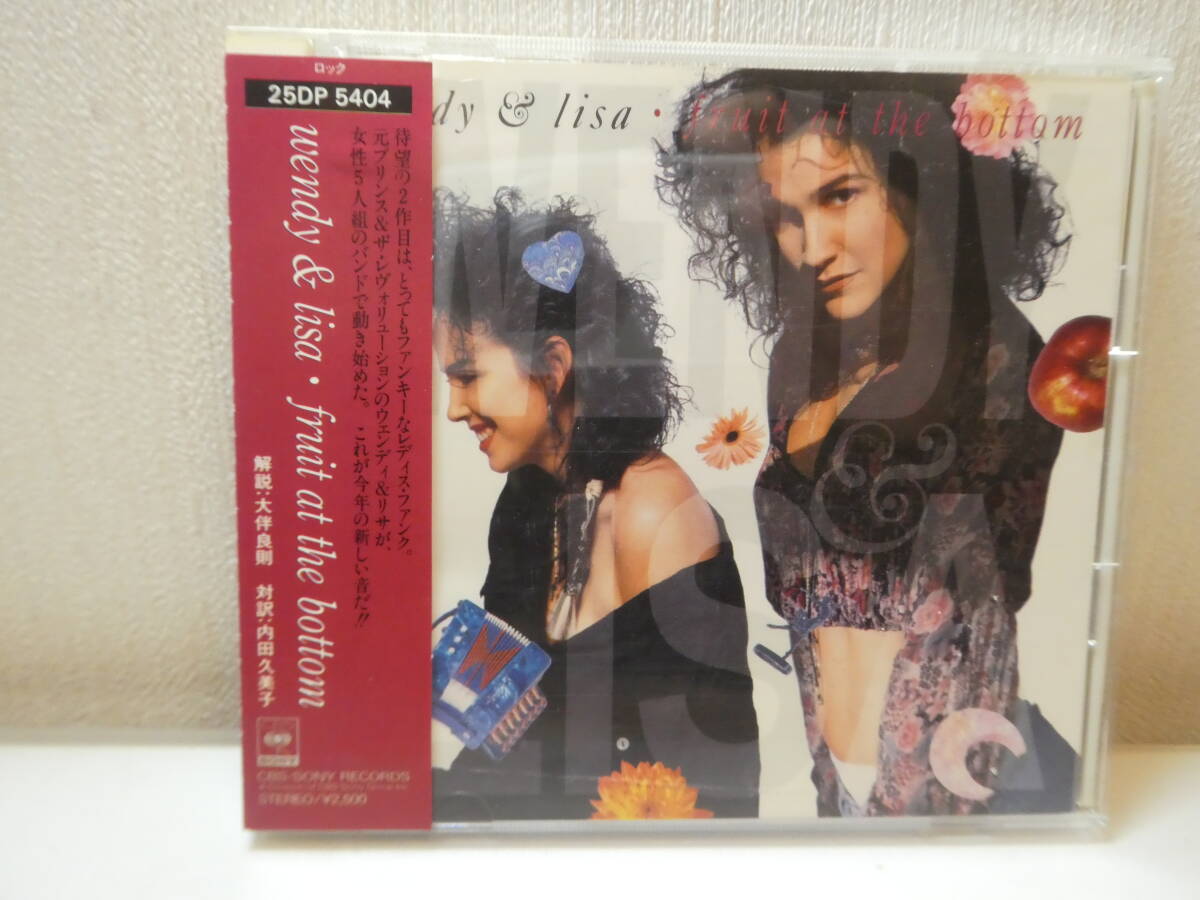 ロック
25DP 5404
wendy & lisa・fruit at the bottom
待望の2作目は、とってもファンキーなレディス・ファンク。
元プリンス&ザ・レヴォリューションのウェンディ&リサが、
女性5人組のバンドで動き始めた。これが今年の新しい音だ!!
解説:大伴良則 対訳:内田久美子
CBS/SONY RECORDS
STEREO/¥2,500
dy & lisa · fruit at the bottom
WENDY
&
LISA